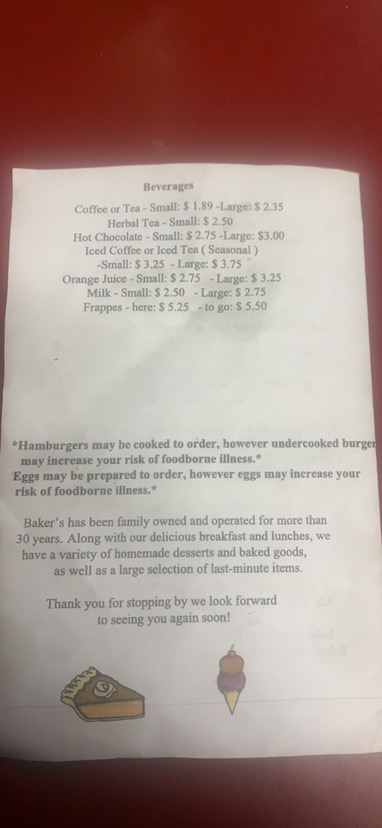 Beverages
Coffee or Tea - Small: $ 1.89 -Large: $ 2.35
Herbal Tea - Small: $ 2.50
Hot Chocolate - Small: $ 2.75 -Large: $3.00
Iced Coffee or Iced Tea ( Seasonal )
-Small: $ 3.25 - Large: $ 3.75
Orange Juice - Small: $ 2.75 - Large: $ 3.25
Milk - Small: $ 2.50 - Large: $ 2.75
Frappes - here: $ 5.25 - to go: $ 5.50
*Hamburgers may be cooked to order, however undercooked burger
may increase your risk of foodborne illness.*
Eggs may be prepared to order, however eggs may increase your
risk of foodborne illness.*
Baker's has been family owned and operated for more than
30 years. Along with our delicious breakfast and lunches, we
have a variety of homemade desserts and baked goods,
as well as a large selection of last-minute items.
Thank you for stopping by we look forward
to seeing you again soon!